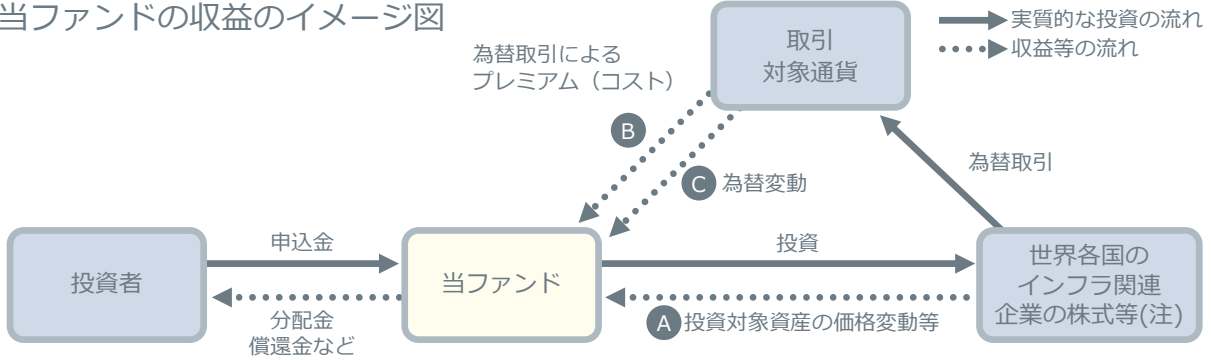 当ファンドの収益のイメージ図
実質的な投資の流れ
収益等の流れ
為替取引による
プレミアム（コスト）
取引
対象通貨
B
C 為替変動
為替取引
投資者
申込金
分配金
償還金など
当ファンド
投資
A 投資対象資産の価格変動等
世界各国の
インフラ関連
企業の株式等(注)